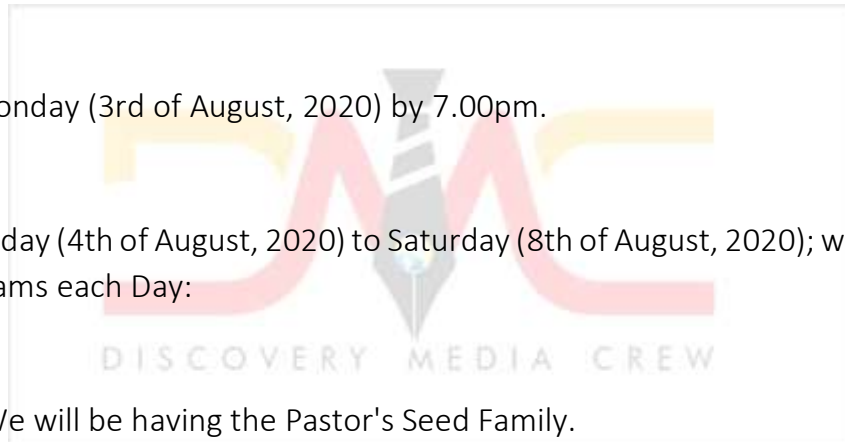 onday (3rd of August, 2020) by 7.00pm.
day (4th of August, 2020) to Saturday (8th of August, 2020); w
ams each Day:
DISCOVERY MEDIA CREW
Ve will be having the Pastor's Seed Family.